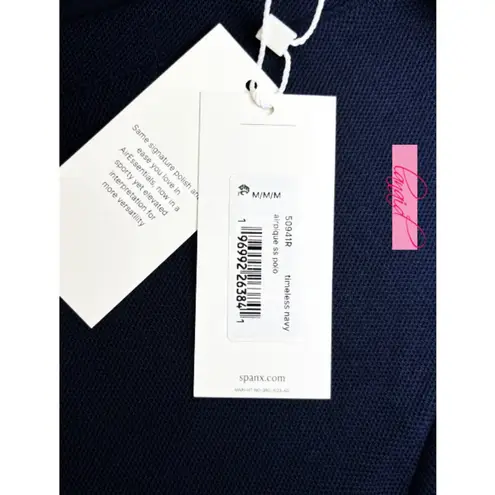 Same signature polish and
ease you love in
AirEssentials, now in a
sporty yet elevated
interpretation for
more versatility
M/M/M
50941R timeless navy
airpique ss polo
1 96992 26384 1
spanx.com